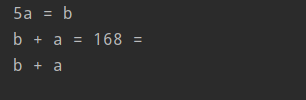 5a = b
b + a = 168 =
b + a